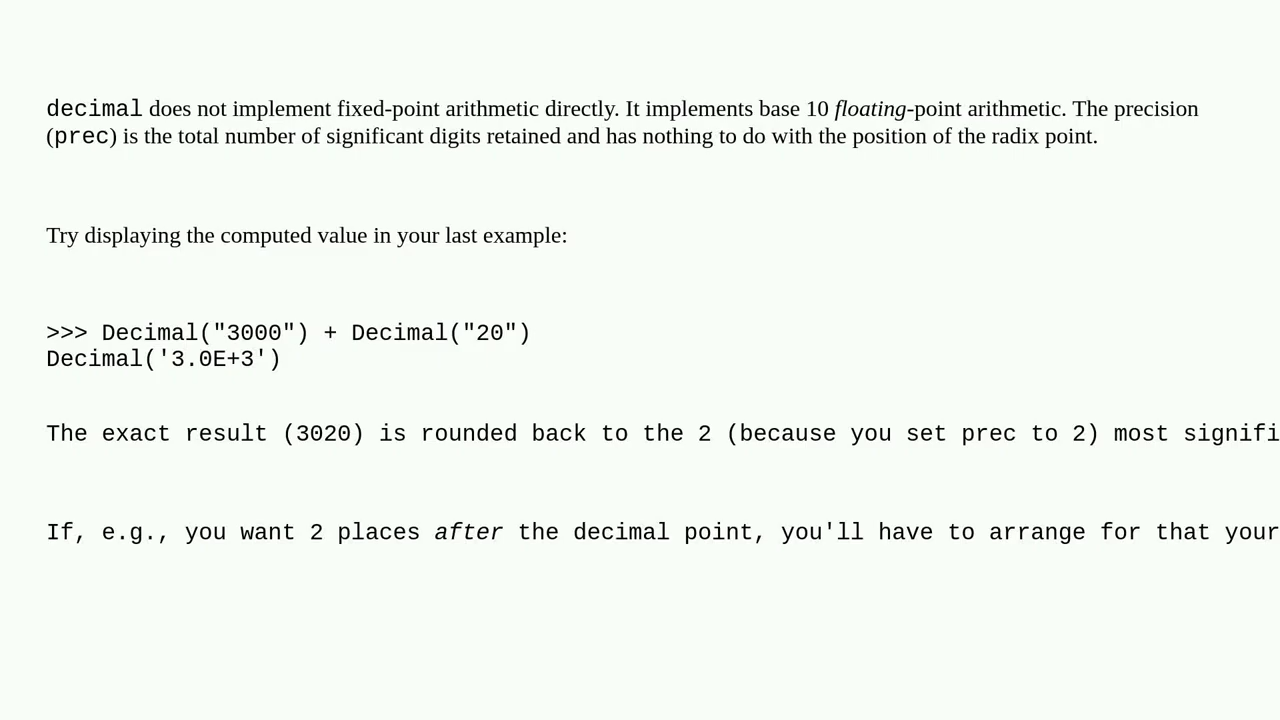 decimal does not implement fixed-point arithmetic directly. It implements base 10 floating-point arithmetic. The precision
(prec) is the total number of significant digits retained and has nothing to do with the position of the radix point.
Try displaying the computed value in your last example:
>>> Decimal("3000") + Decimal("20")
Decimal('3.0E+3')
The exact result (3020) is rounded back to the 2 (because you set prec to 2) most signifi
If, e.g., you want 2 places after the decimal point, you'll have to arrange for that your